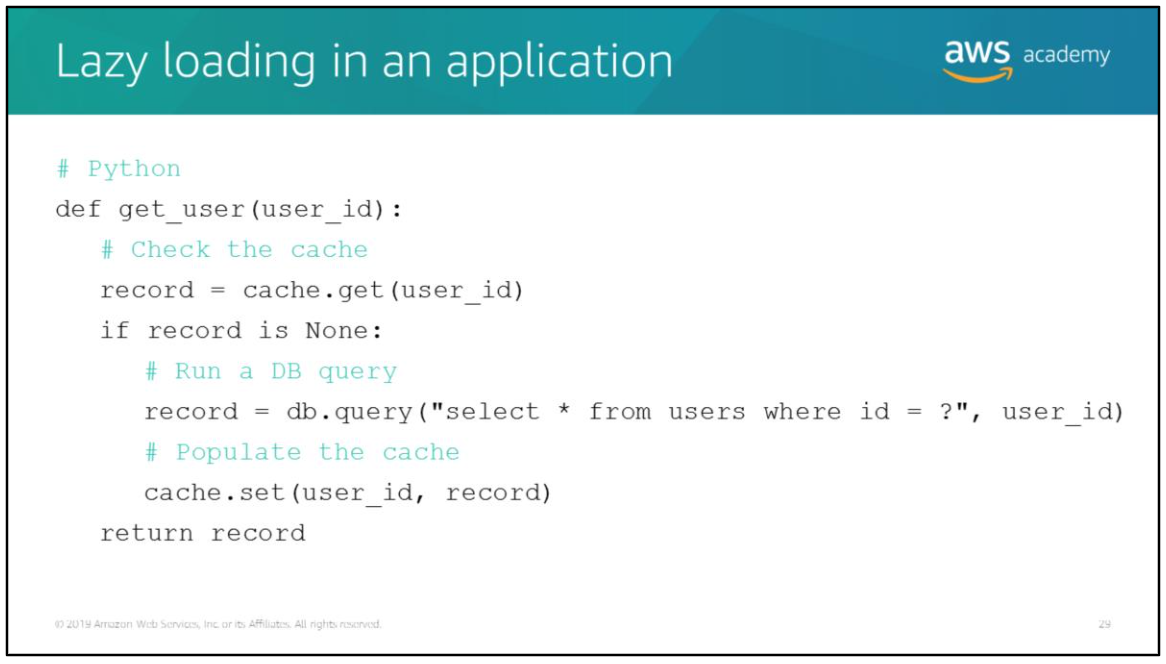 Lazy loading in an application
aws academy
# Python
def get_user(user_id):
# Check the cache
record = cache.get(user_id)
if record is None:
# Run a DB query
record = db.query("select * from users where id = ?", user_id)
# Populate the cache
cache.set(user_id, record)
return record
© 2019 Amazon Web Services, Inc. or its Affiliates. All rights reserved.
29